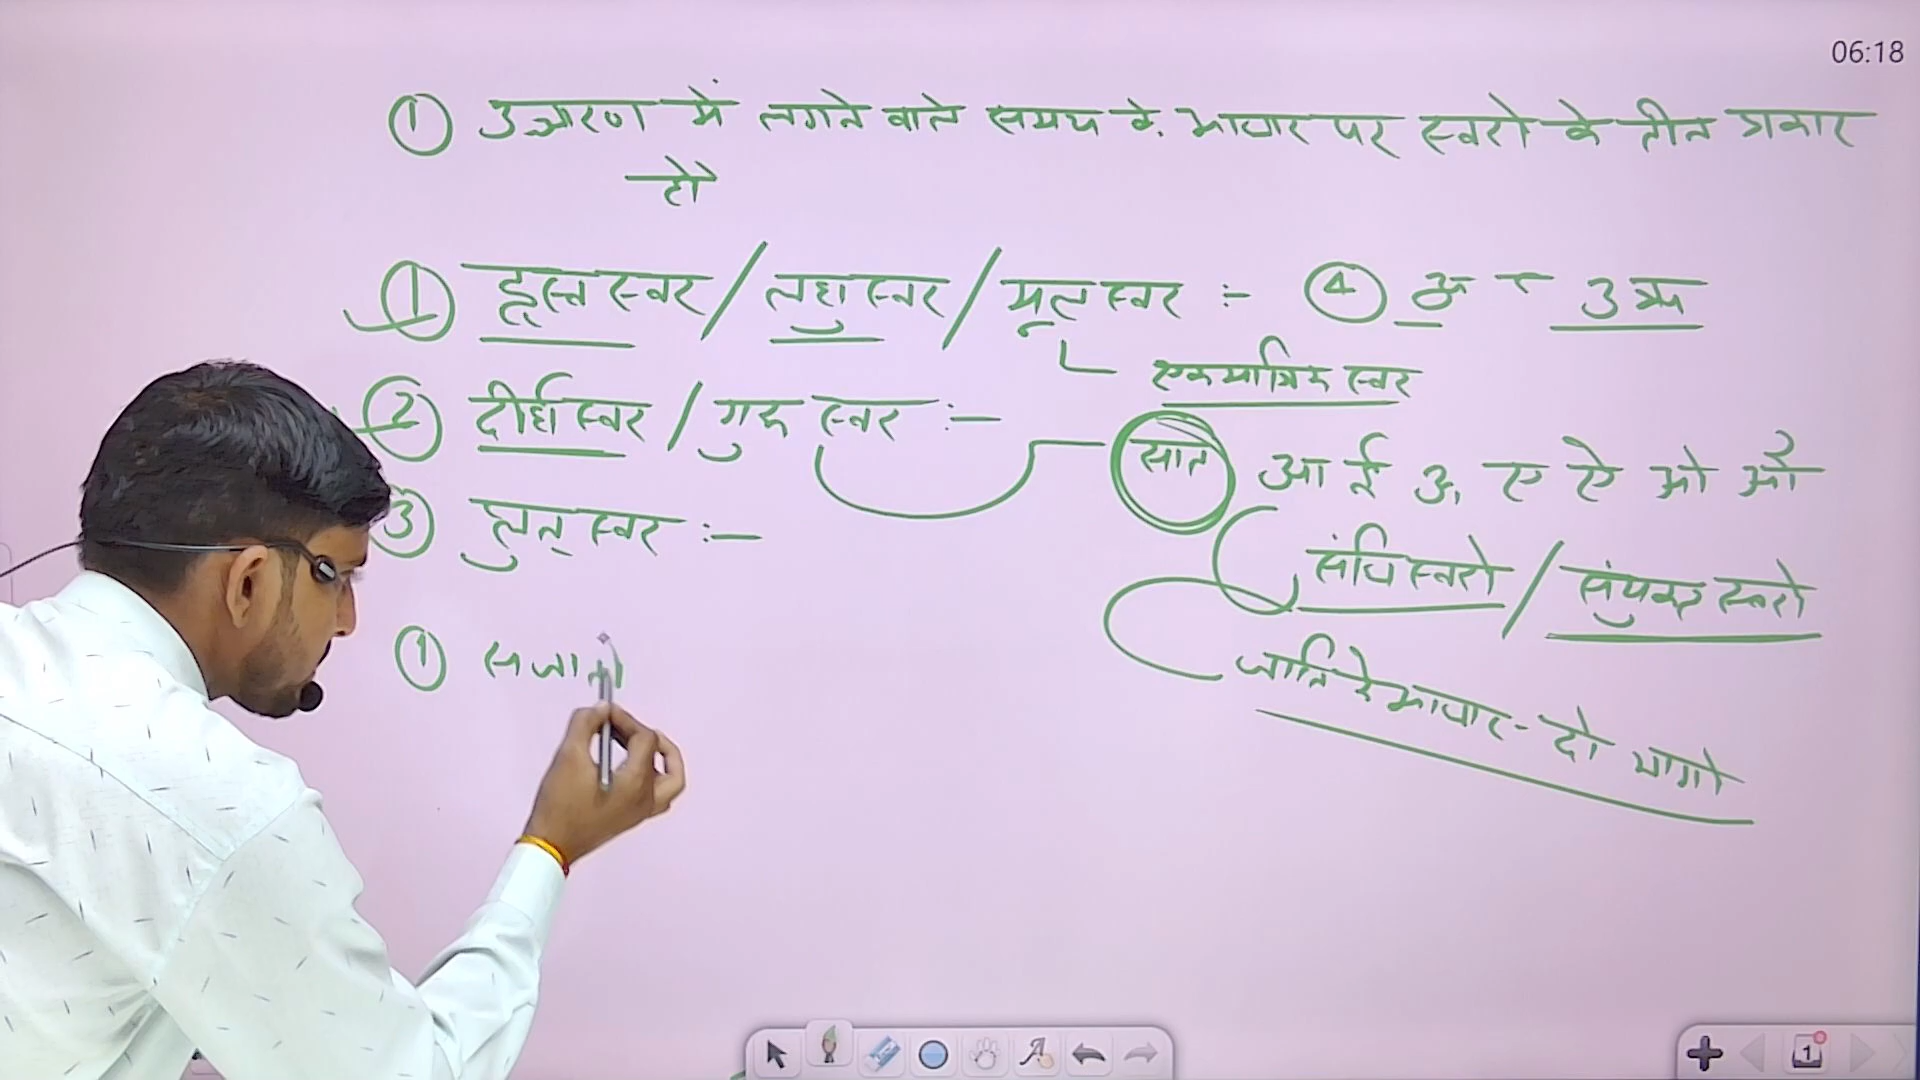 06:18
① उच्चारण में लगने वाले समय के आधार पर स्वरों के तीन प्रकार
होते
① ह्रस्व स्वर / लघु स्वर / मूल स्वर :- ④ अ इ उ ऋ
एकमात्रिक स्वर
② दीर्घ स्वर / गुरु स्वर :- सात आ ई ऊ ए ऐ ओ औ
③ प्लुत् स्वर :-
संधि स्वरो / संयुक्त स्वरो
जाति के आधार - दो भागो
① सजाती
1